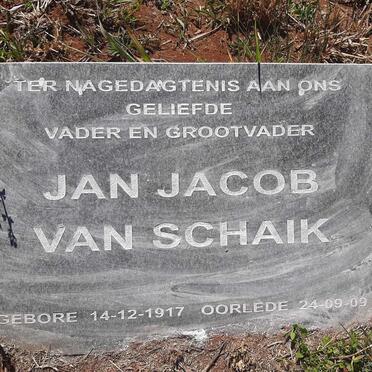 TER NAGEDAGTENIS AAN ONS
GELIEFDE
VADER EN GROOTVADER
JAN JACOB
VAN SCHAIK
GEBORE 14-12-1917 OORLEDE 24-09-09